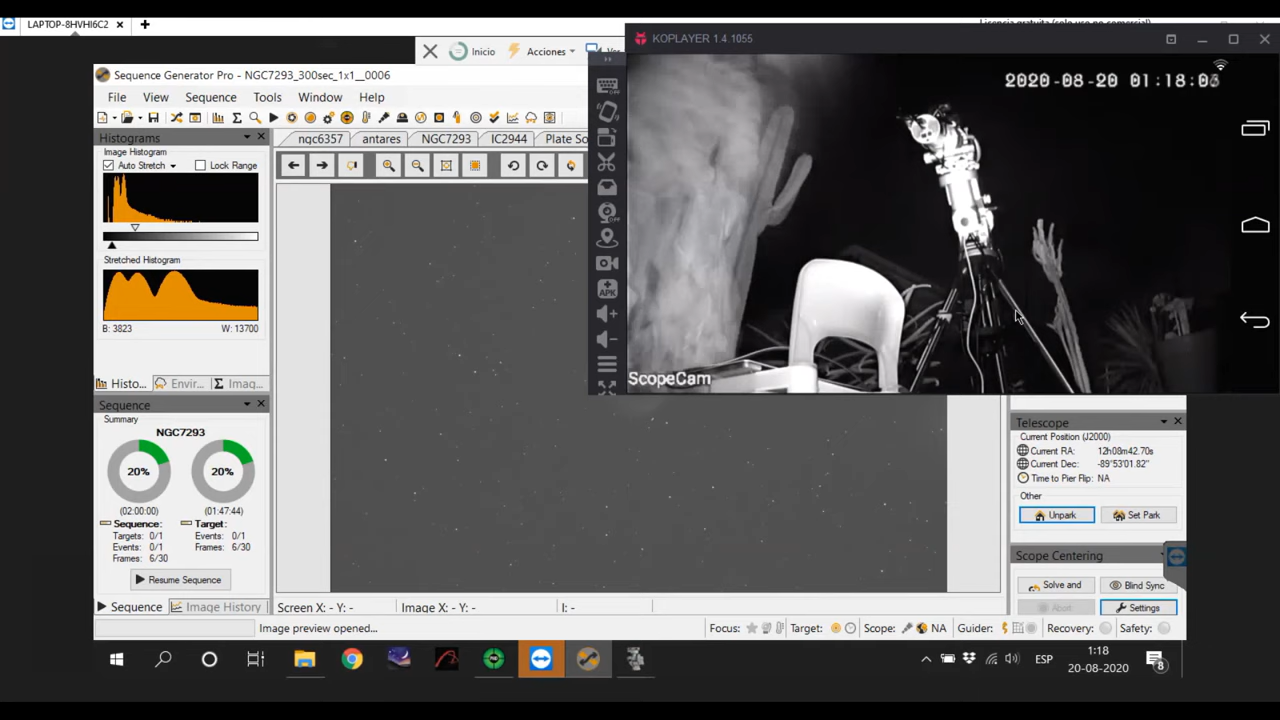 LAPTOP-8HVHI6C2
Inicio
Acciones
Sequence Generator Pro - NGC7293_300sec_1x1__0006
File View Sequence Tools Window Help
ngc6357 antares NGC7293 IC2944 Plate So
Histograms
Image Histogram
Auto Stretch
Lock Range
Stretched Histogram
B: 3823 W: 13700
Histo... Envir... Imag...
Sequence
Summary
NGC7293
20% 20%
(02:00:00) (01:47:44)
Sequence: Target:
Targets: 0/1 Events: 0/1
Events: 0/1 Frames: 6/30
Frames: 6/30
Resume Sequence
Sequence Image History
Screen X: - Y: - Image X: - Y: - I: -
Image preview opened...
KOPLAYER 1.4.1055
2020-08-20 01:18:03
APK
ScopeCam
Telescope
Current Position (J2000)
Current RA: 12h08m42.70s
Current Dec: -89°53'01.82"
Time to Pier Flip: NA
Other
Unpark Set Park
Scope Centering
Solve and Blind Sync
Abort Settings
Focus: Target: Scope: NA Guider: Recovery: Safety:
ESP
1:18
20-08-2020
8